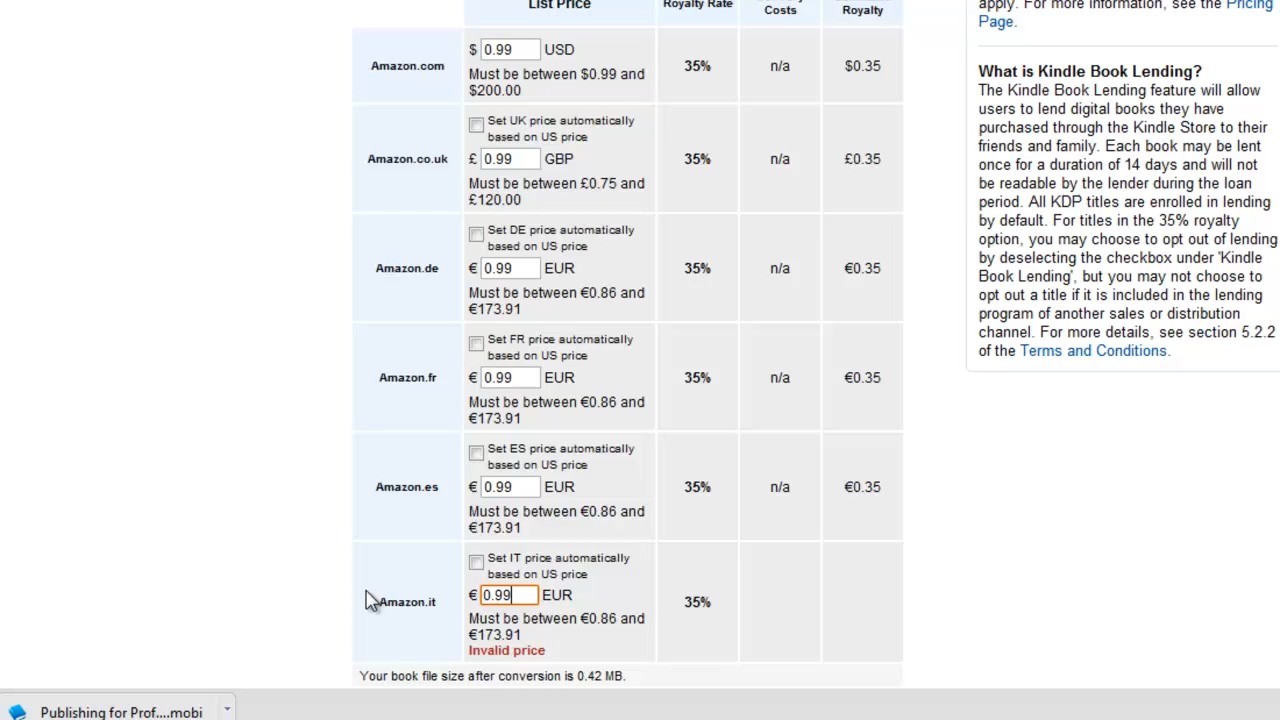 List Price
Royalty Rate
Costs
Royalty
Amazon.com
$ 0.99 USD
Must be between $0.99 and
$200.00
35%
n/a
$0.35
Amazon.co.uk
Set UK price automatically
based on US price
£ 0.99 GBP
Must be between £0.75 and
£120.00
35%
n/a
£0.35
Amazon.de
Set DE price automatically
based on US price
€ 0.99 EUR
Must be between €0.86 and
€173.91
35%
n/a
€0.35
Amazon.fr
Set FR price automatically
based on US price
€ 0.99 EUR
Must be between €0.86 and
€173.91
35%
n/a
€0.35
Amazon.es
Set ES price automatically
based on US price
€ 0.99 EUR
Must be between €0.86 and
€173.91
35%
n/a
€0.35
Amazon.it
Set IT price automatically
based on US price
€ 0.99 EUR
Must be between €0.86 and
€173.91
Invalid price
35%
Your book file size after conversion is 0.42 MB.
apply. For more information, see the Pricing
Page.
What is Kindle Book Lending?
The Kindle Book Lending feature will allow
users to lend digital books they have
purchased through the Kindle Store to their
friends and family. Each book may be lent
once for a duration of 14 days and will not
be readable by the lender during the loan
period. All KDP titles are enrolled in lending
by default. For titles in the 35% royalty
option, you may choose to opt out of lending
by deselecting the checkbox under 'Kindle
Book Lending', but you may not choose to
opt out a title if it is included in the lending
program of another sales or distribution
channel. For more details, see section 5.2.2
of the Terms and Conditions.
Publishing for Prof....mobi